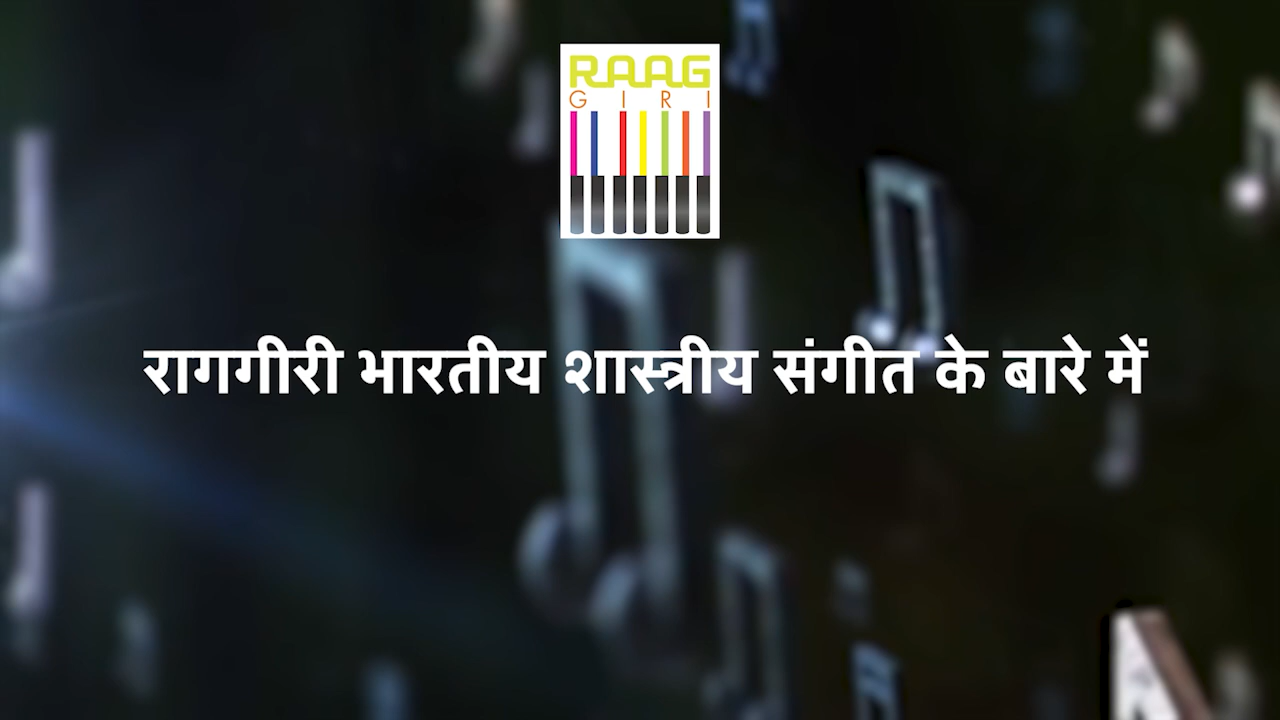 RAAG
GIRI
रागगीरी भारतीय शास्त्रीय संगीत के बारे में